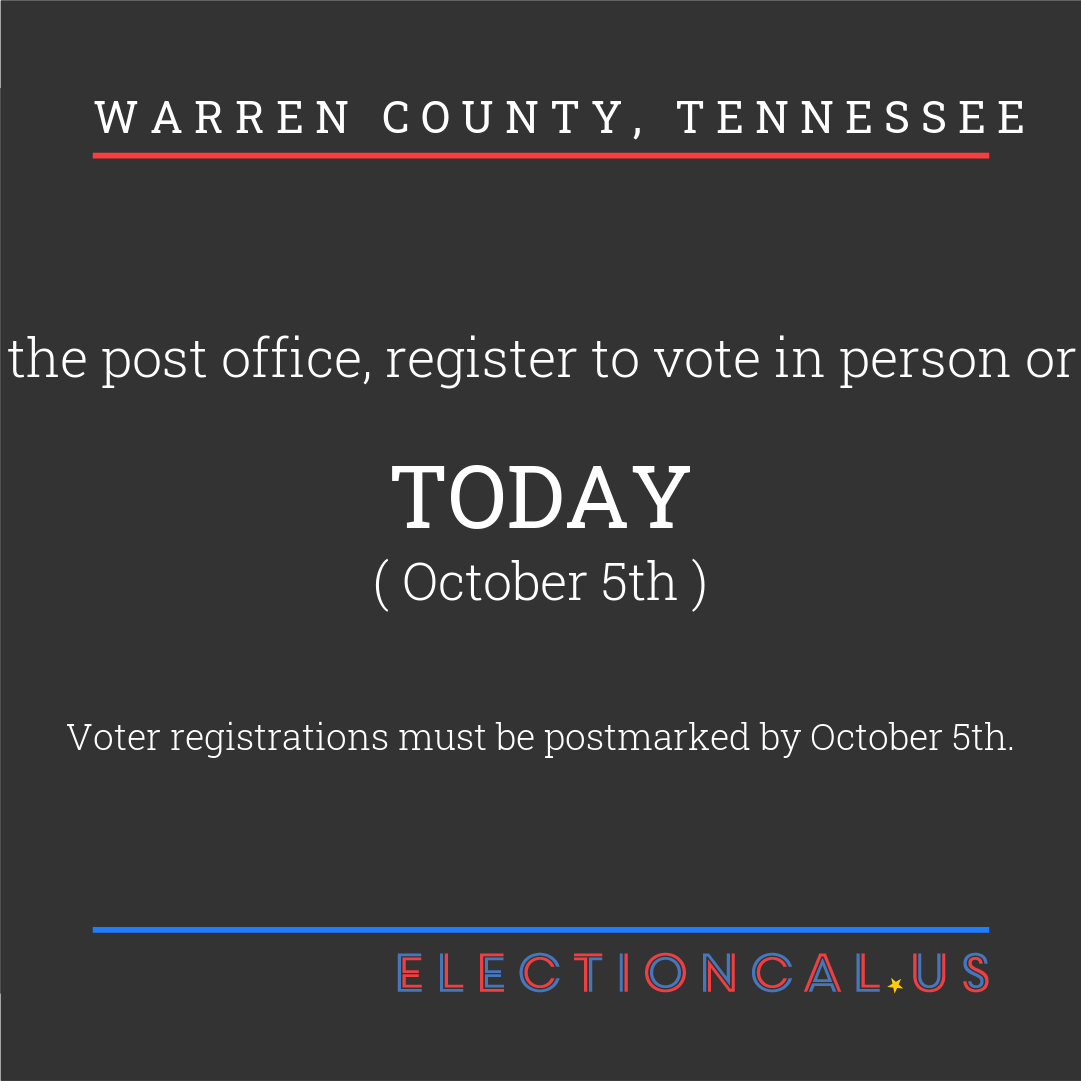 WARREN COUNTY, TENNESSEE
the post office, register to vote in person or
TODAY
( October 5th )
Voter registrations must be postmarked by October 5th.
ELECTIONCAL.US